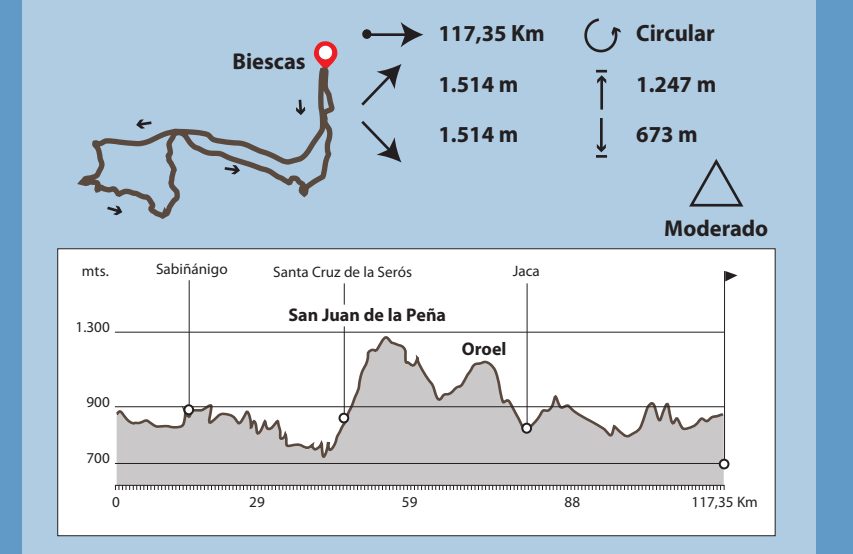 Biescas
117,35 Km
Circular
1.514 m
1.247 m
1.514 m
673 m
Moderado
mts.
Sabiñánigo
Santa Cruz de la Serós
Jaca
San Juan de la Peña
Oroel
1.300
900
700
0
29
59
88
117,35 Km